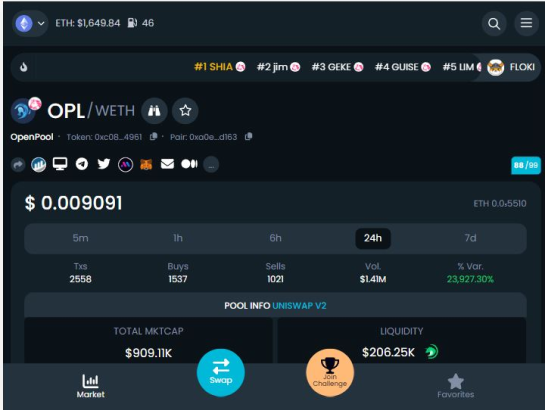 ETH: $1,649.84 46
#1 SHIA #2 jim #3 GEKE #4 GUISE #5 LIM FLOKI
OPL/WETH
OpenPool · Token: 0xc08...4961 · Pair: 0xa0e...d163
...
88/99
$ 0.009091 ETH 0.0₅5510
5m 1h 6h 24h 7d
Txs Buys Sells Vol. % Var.
2558 1537 1021 $1.41M 23,927.30%
POOL INFO UNISWAP V2
TOTAL MKTCAP LIQUIDITY
$909.11K $206.25K
Market Swap Join Challenge Favorites